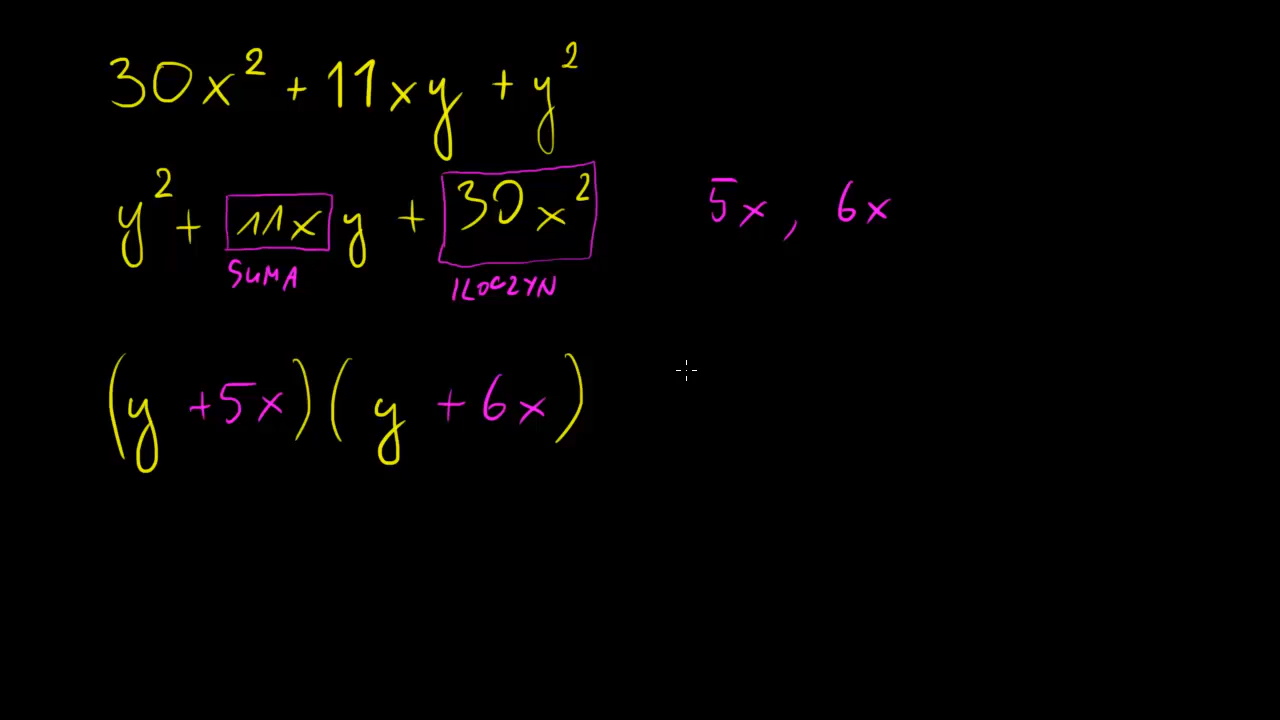 30x² + 11xy + y²
y² + 11x y + 30x²
5x, 6x
SUMA
ILOCZYN
(y +5x)(y + 6x)